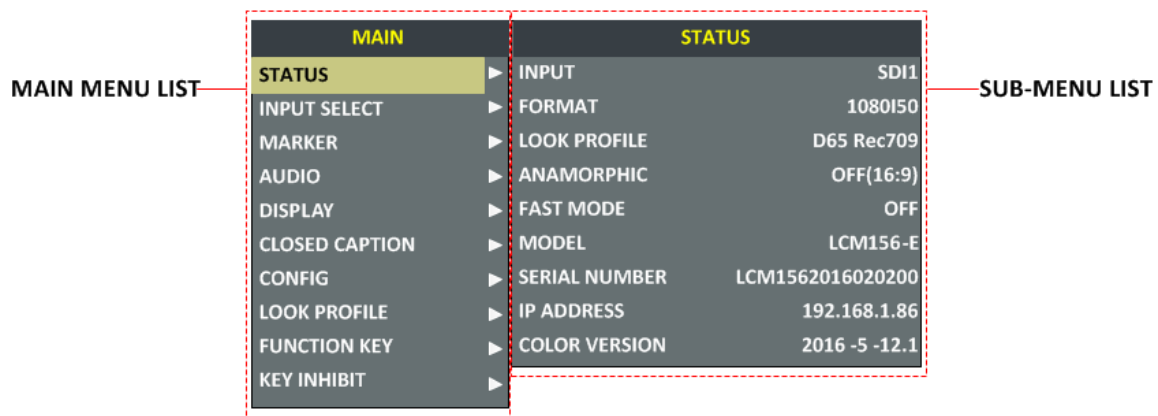 MAIN MENU LIST
MAIN
STATUS
INPUT SELECT
MARKER
AUDIO
DISPLAY
CLOSED CAPTION
CONFIG
LOOK PROFILE
FUNCTION KEY
KEY INHIBIT
STATUS
INPUT SDI1
FORMAT 1080I50
LOOK PROFILE D65 Rec709
ANAMORPHIC OFF(16:9)
FAST MODE OFF
MODEL LCM156-E
SERIAL NUMBER LCM1562016020200
IP ADDRESS 192.168.1.86
COLOR VERSION 2016 -5 -12.1
SUB-MENU LIST